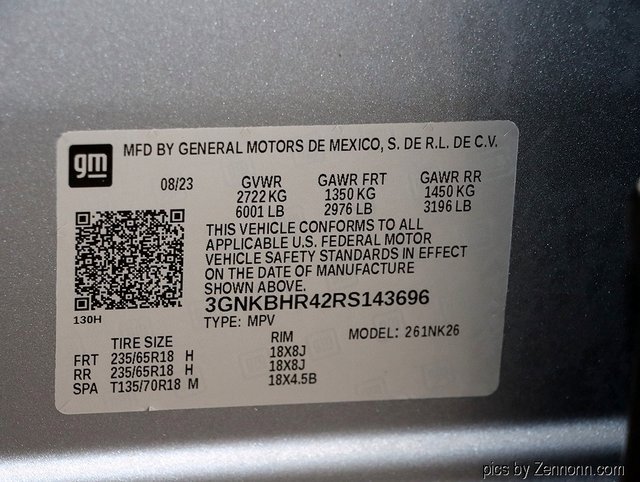 gm
MFD BY GENERAL MOTORS DE MEXICO, S. DE R.L. DE C.V.
08/23 GVWR GAWR FRT GAWR RR
2722 KG 1350 KG 1450 KG
6001 LB 2976 LB 3196 LB
THIS VEHICLE CONFORMS TO ALL
APPLICABLE U.S. FEDERAL MOTOR
VEHICLE SAFETY STANDARDS IN EFFECT
ON THE DATE OF MANUFACTURE
SHOWN ABOVE.
3GNKBHR42RS143696
130H
TYPE: MPV
TIRE SIZE RIM MODEL: 261NK26
FRT 235/65R18 H 18X8J
RR 235/65R18 H 18X8J
SPA T135/70R18 M 18X4.5B
pics by Zennonn.com